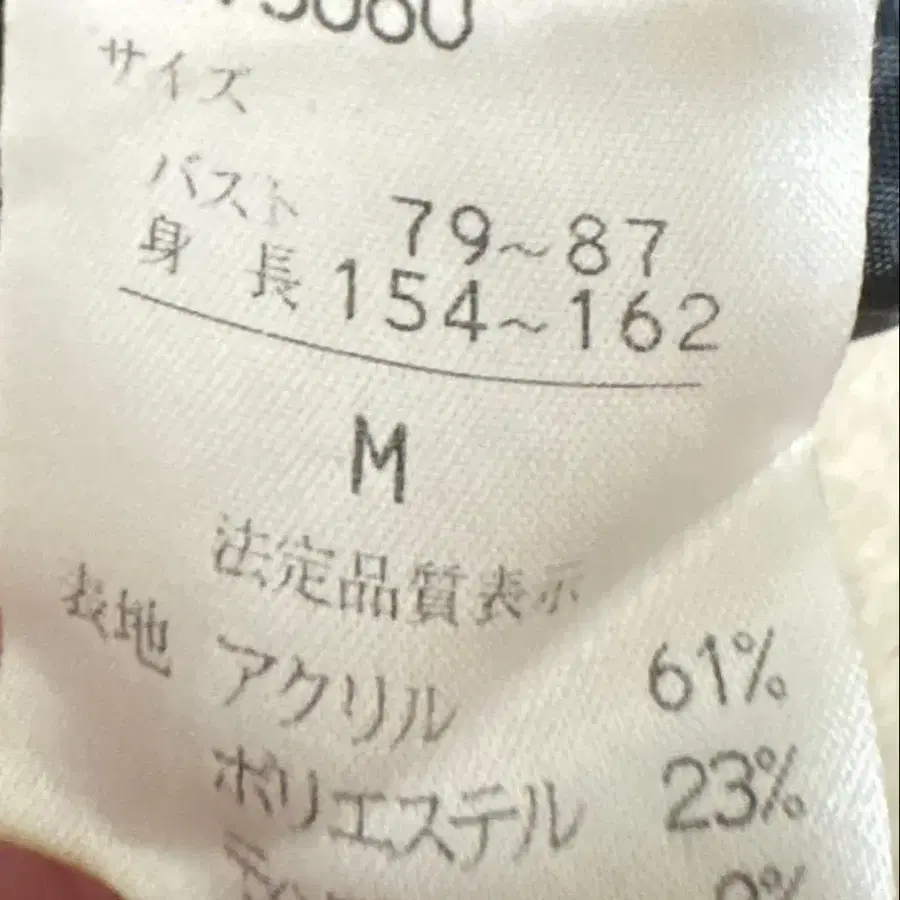 サイズ
バスト 79~87
身長 154~162
M
法定品質表示
表地 アクリル 61%
ポリエステル 23%